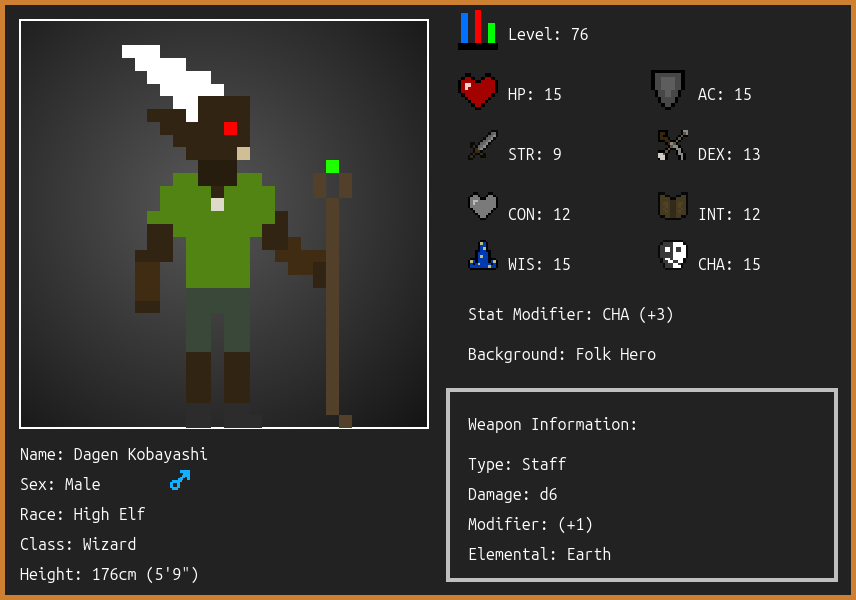 Level: 76
HP: 15
AC: 15
STR: 9
DEX: 13
CON: 12
INT: 12
WIS: 15
CHA: 15
Stat Modifier: CHA (+3)
Background: Folk Hero
Weapon Information:
Type: Staff
Damage: d6
Modifier: (+1)
Elemental: Earth
Name: Dagen Kobayashi
Sex: Male
Race: High Elf
Class: Wizard
Height: 176cm (5'9")